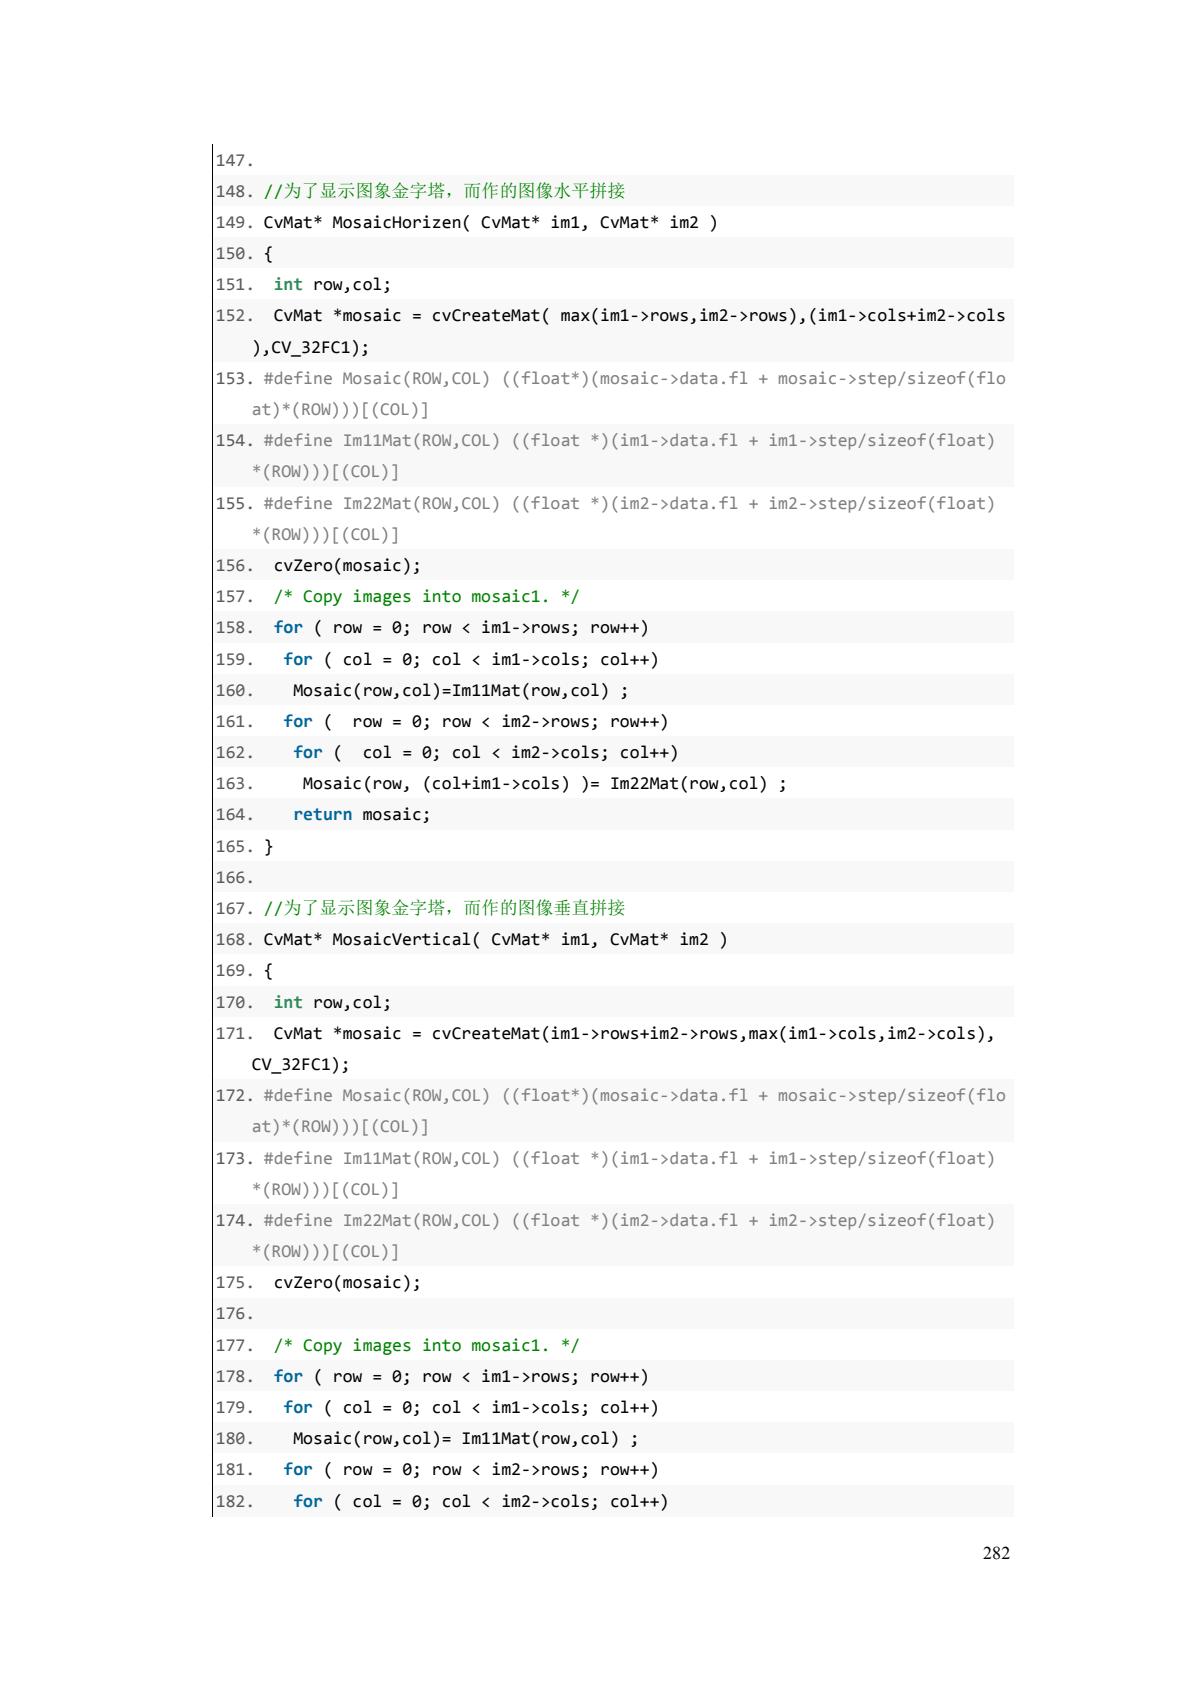 147.
148. //为了显示图象金字塔，而作的图像水平拼接
149. CvMat* MosaicHorizen( CvMat* im1, CvMat* im2 )
150. {
151.  int row,col;
152.  CvMat *mosaic = cvCreateMat( max(im1->rows,im2->rows),(im1->cols+im2->cols
),CV_32FC1);
153. #define Mosaic(ROW,COL) ((float*)(mosaic->data.fl + mosaic->step/sizeof(flo
at)*(ROW)))[(COL)]
154. #define Im11Mat(ROW,COL) ((float *)(im1->data.fl + im1->step/sizeof(float)
*(ROW)))[(COL)]
155. #define Im22Mat(ROW,COL) ((float *)(im2->data.fl + im2->step/sizeof(float)
*(ROW)))[(COL)]
156.  cvZero(mosaic);
157.  /* Copy images into mosaic1. */
158.  for ( row = 0; row < im1->rows; row++)
159.   for ( col = 0; col < im1->cols; col++)
160.    Mosaic(row,col)=Im11Mat(row,col) ;
161.   for (  row = 0; row < im2->rows; row++)
162.    for (  col = 0; col < im2->cols; col++)
163.     Mosaic(row, (col+im1->cols) )= Im22Mat(row,col) ;
164.    return mosaic;
165. }
166.
167. //为了显示图象金字塔，而作的图像垂直拼接
168. CvMat* MosaicVertical( CvMat* im1, CvMat* im2 )
169. {
170.  int row,col;
171.  CvMat *mosaic = cvCreateMat(im1->rows+im2->rows,max(im1->cols,im2->cols),
CV_32FC1);
172. #define Mosaic(ROW,COL) ((float*)(mosaic->data.fl + mosaic->step/sizeof(flo
at)*(ROW)))[(COL)]
173. #define Im11Mat(ROW,COL) ((float *)(im1->data.fl + im1->step/sizeof(float)
*(ROW)))[(COL)]
174. #define Im22Mat(ROW,COL) ((float *)(im2->data.fl + im2->step/sizeof(float)
*(ROW)))[(COL)]
175.  cvZero(mosaic);
176.
177.  /* Copy images into mosaic1. */
178.  for ( row = 0; row < im1->rows; row++)
179.   for ( col = 0; col < im1->cols; col++)
180.    Mosaic(row,col)= Im11Mat(row,col) ;
181.   for ( row = 0; row < im2->rows; row++)
182.    for ( col = 0; col < im2->cols; col++)
282